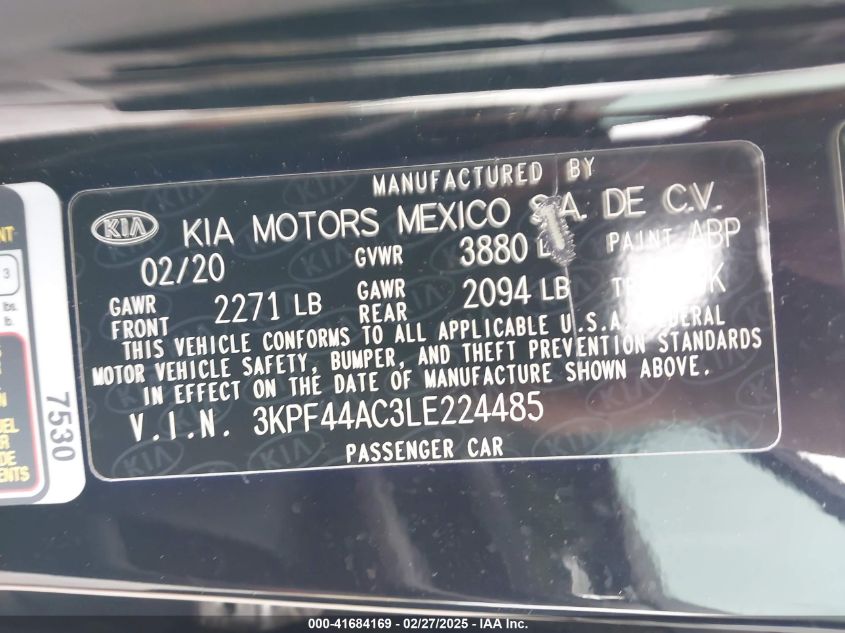 MANUFACTURED BY
KIA KIA MOTORS MEXICO S.A. DE C.V.
02/20 GVWR 3880 PAINT ABP
GAWR FRONT 2271 LB GAWR REAR 2094 LB
THIS VEHICLE CONFORMS TO ALL APPLICABLE U.S.A. FEDERAL
MOTOR VEHICLE SAFETY, BUMPER, AND THEFT PREVENTION STANDARDS
IN EFFECT ON THE DATE OF MANUFACTURE SHOWN ABOVE.
V.I.N. 3KPF44AC3LE224485
PASSENGER CAR
3
lbs.
7530
000-41684169 | 02/27/2025 - IAA Inc.